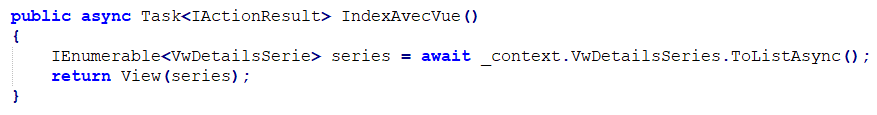 public async Task<IActionResult> IndexAvecVue()
{
IEnumerable<VwDetailsSerie> series = await _context.VwDetailsSeries.ToListAsync();
return View(series);
}